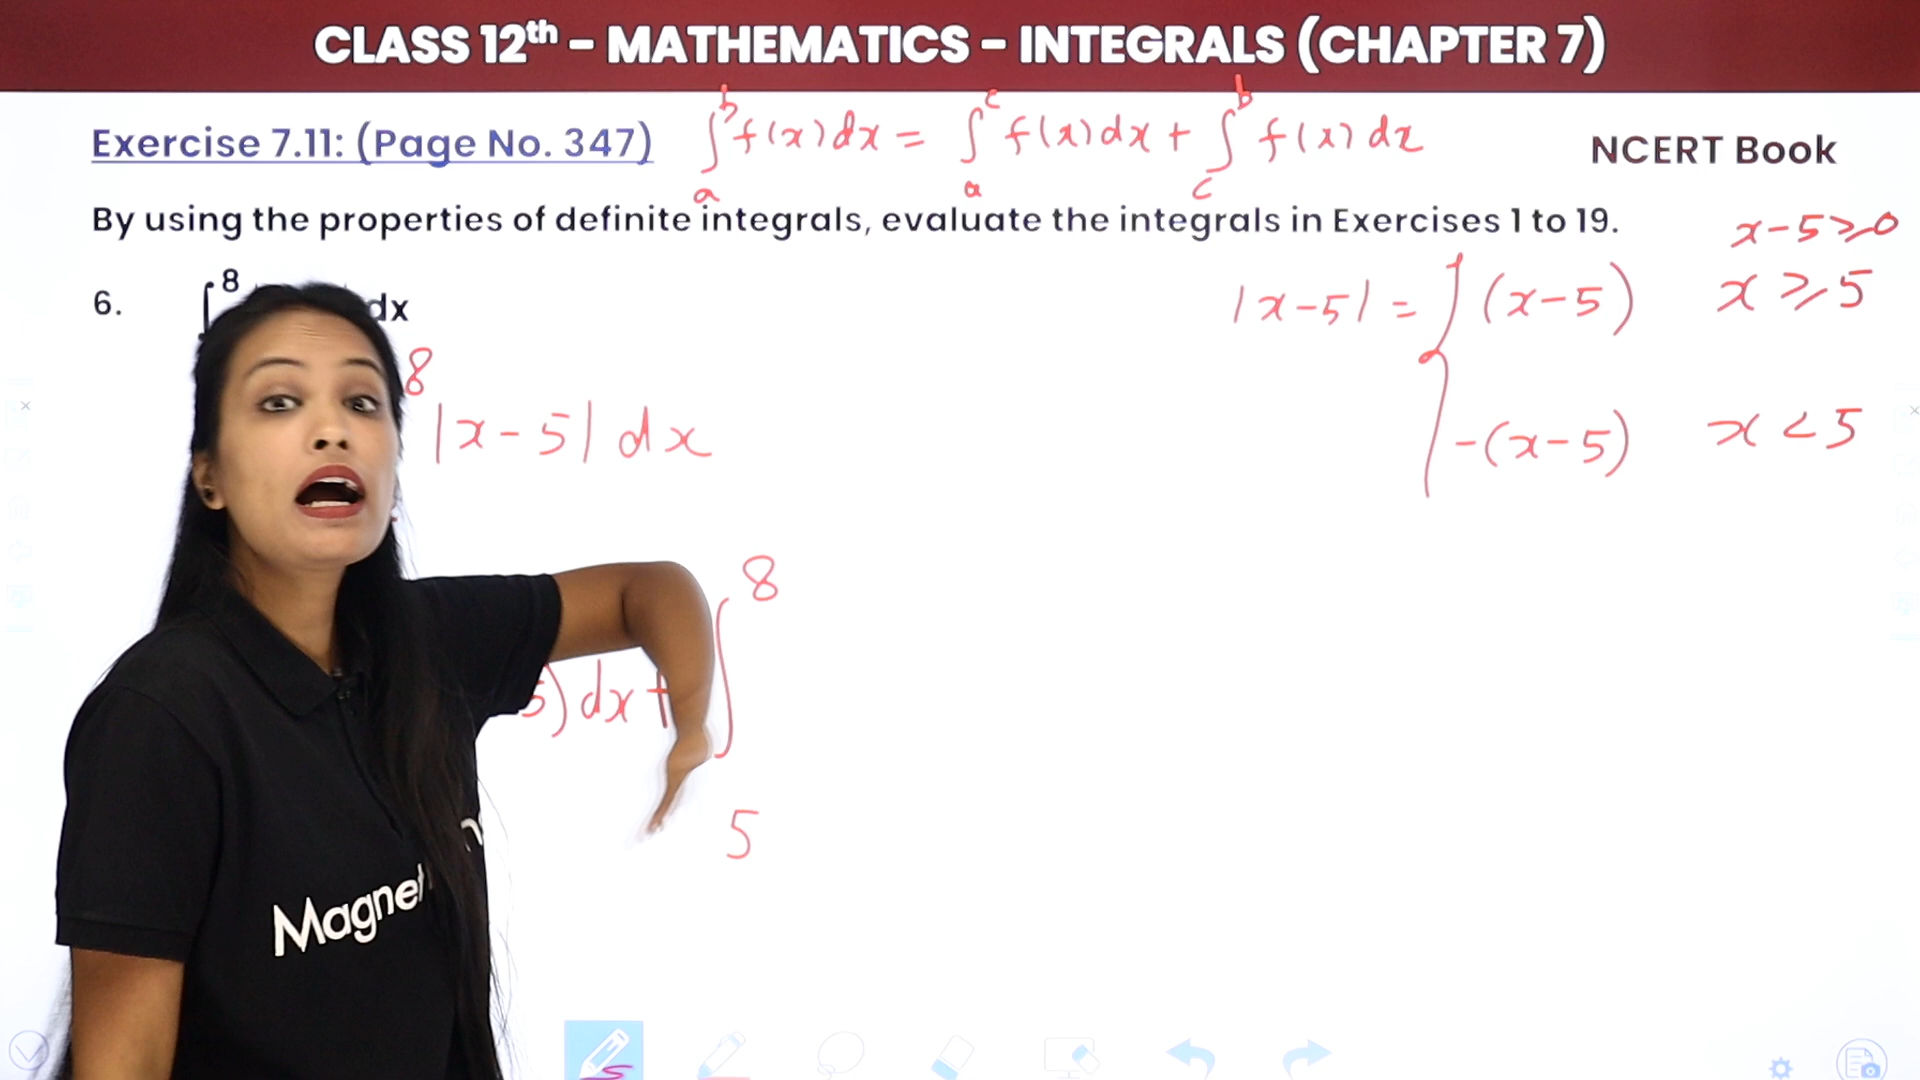 CLASS 12th – MATHEMATICS – INTEGRALS (CHAPTER 7)
Exercise 7.11: (Page No. 347)
∫ₐᵇ f(x) dx = ∫ₐᶜ f(x) dx + ∫꜀ᵇ f(x) dx
NCERT Book
By using the properties of definite integrals, evaluate the integrals in Exercises 1 to 19.
x-5≥0
6. ∫ 8 dx
|x-5| = { (x-5) x ≥ 5
-(x-5) x < 5
8
|x-5| dx
5) dx + ∫ 8
5
Magnet